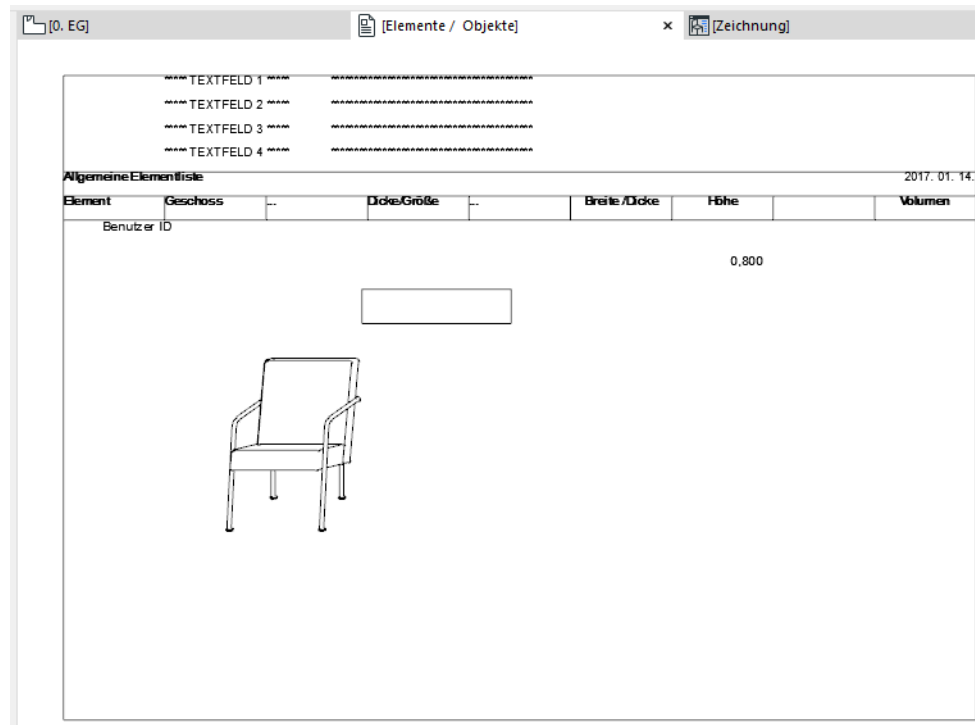 [0. EG] [Elemente / Objekte] × [Zeichnung]
~~~~ TEXTFELD 1 ~~~~ ~~~~~~~~~~~~~~~~~~~~~~~~~~~~~~~~~~~~
~~~~ TEXTFELD 2 ~~~~ ~~~~~~~~~~~~~~~~~~~~~~~~~~~~~~~~~~~~
~~~~ TEXTFELD 3 ~~~~ ~~~~~~~~~~~~~~~~~~~~~~~~~~~~~~~~~~~~
~~~~ TEXTFELD 4 ~~~~ ~~~~~~~~~~~~~~~~~~~~~~~~~~~~~~~~~~~~
Allgemeine Elementliste 2017. 01. 14.
Element Geschoss ... Dicke/Größe ... Breite /Dicke Höhe Volumen
Benutzer ID
0,800